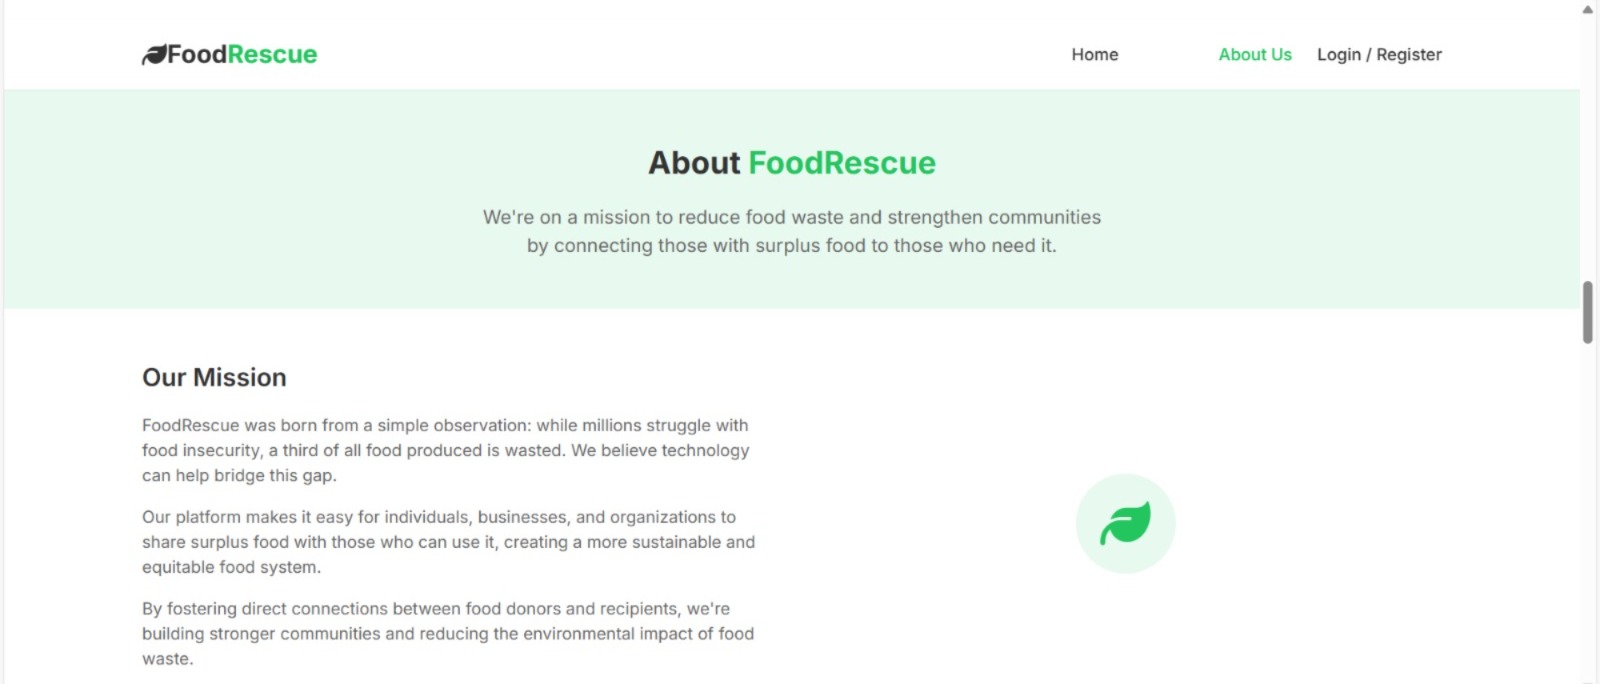 FoodRescue
Home
About Us
Login / Register
About FoodRescue
We're on a mission to reduce food waste and strengthen communities
by connecting those with surplus food to those who need it.
Our Mission
FoodRescue was born from a simple observation: while millions struggle with
food insecurity, a third of all food produced is wasted. We believe technology
can help bridge this gap.
Our platform makes it easy for individuals, businesses, and organizations to
share surplus food with those who can use it, creating a more sustainable and
equitable food system.
By fostering direct connections between food donors and recipients, we're
building stronger communities and reducing the environmental impact of food
waste.